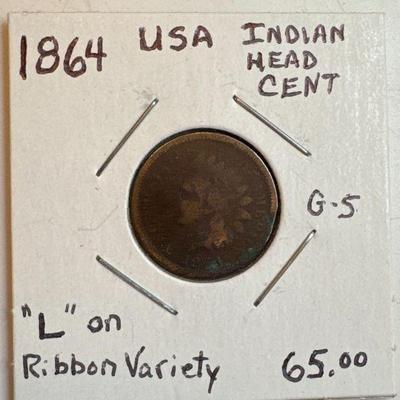 1864 USA INDIAN
HEAD
CENT
G-5
"L" on
Ribbon Variety 65.00